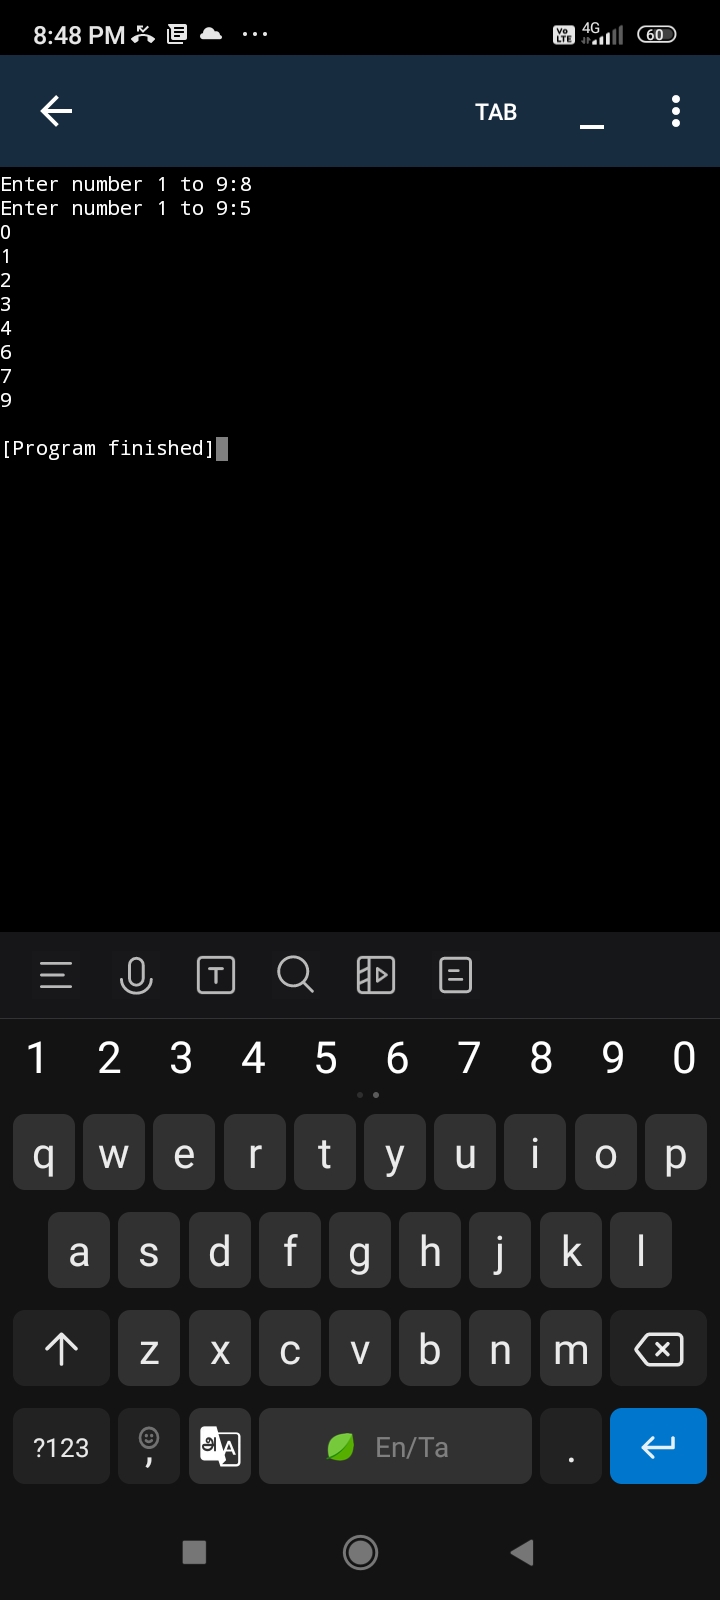 8:48 PM
Vo LTE 4G 60
TAB
Enter number 1 to 9:8
Enter number 1 to 9:5
0
1
2
3
4
6
7
9
[Program finished]
T
1 2 3 4 5 6 7 8 9 0
q w e r t y u i o p
a s d f g h j k l
z x c v b n m
?123 , அ A En/Ta .